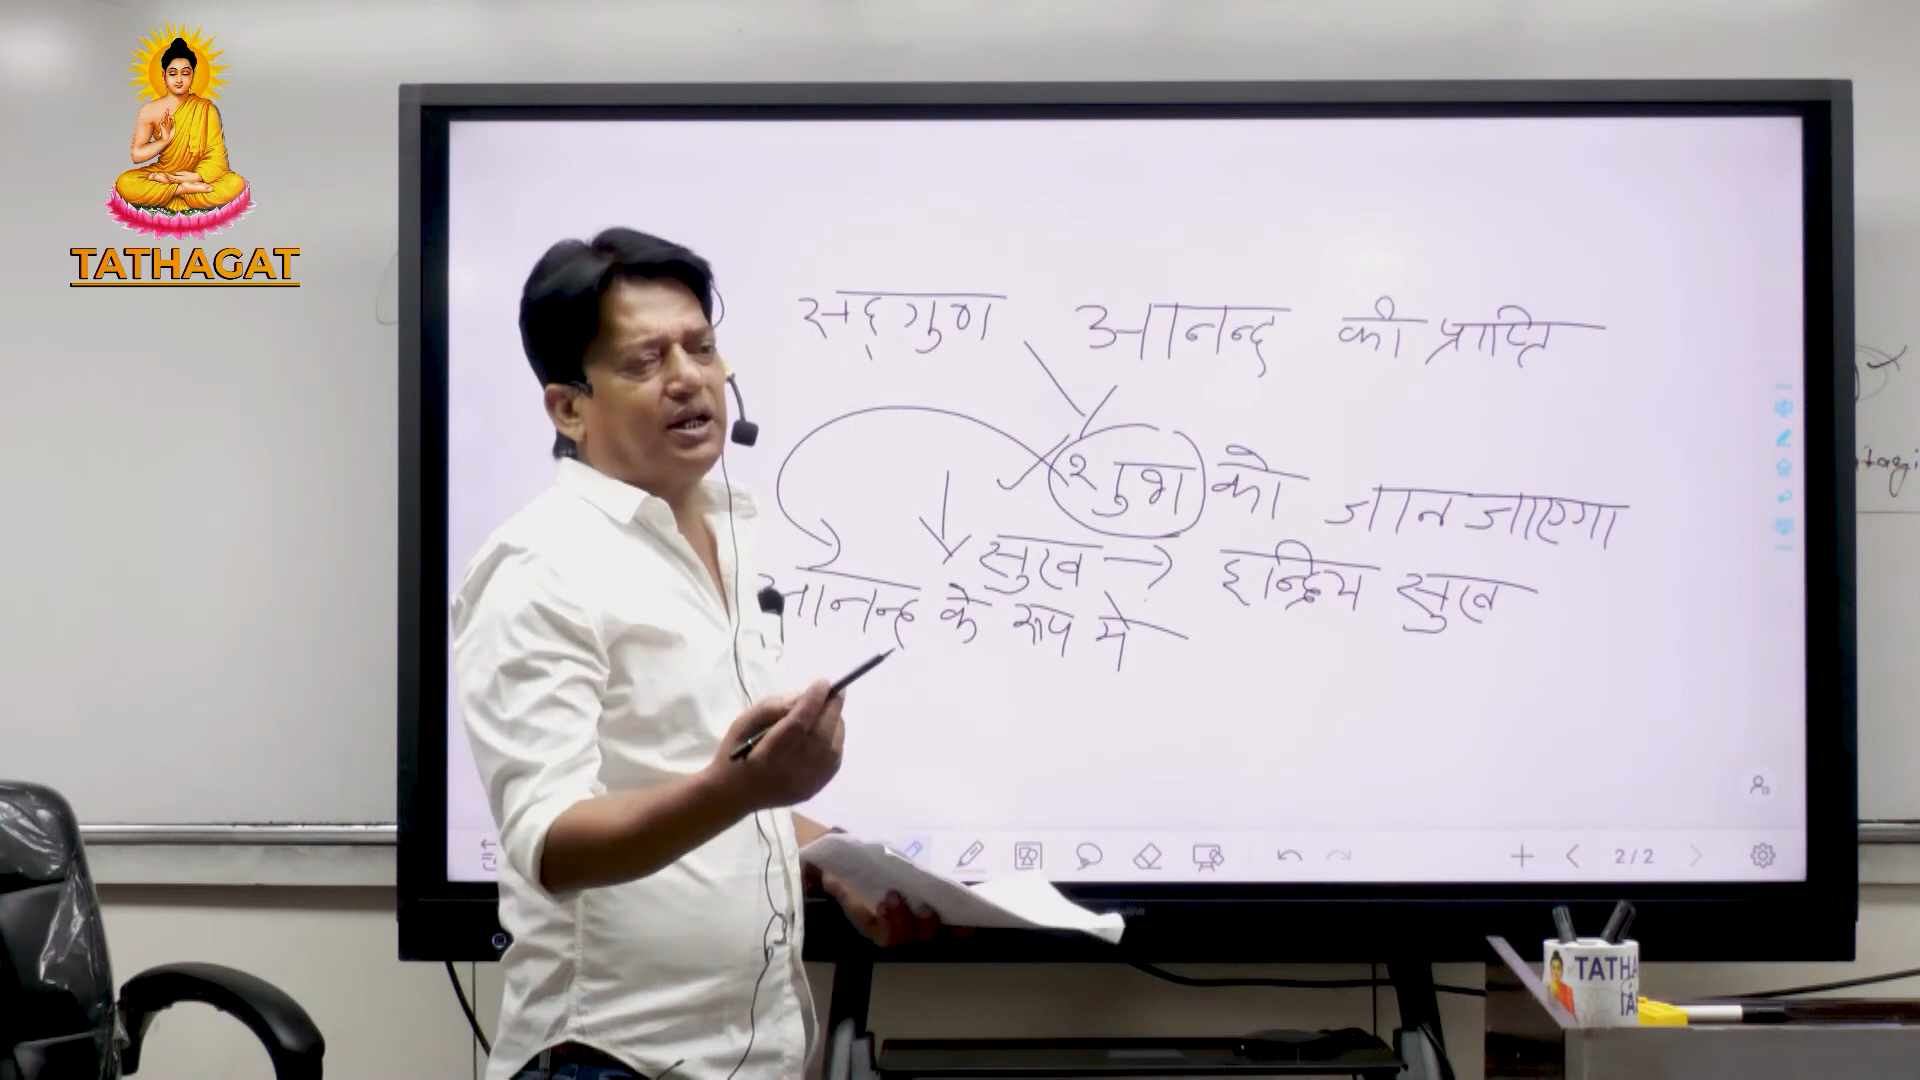 TATHAGAT
सद्गुण आनन्द की प्राप्ति
शुभ को जान जाएगा
सुख → इन्द्रिय सुख
आनन्द के रूप में
2/2
TATHA